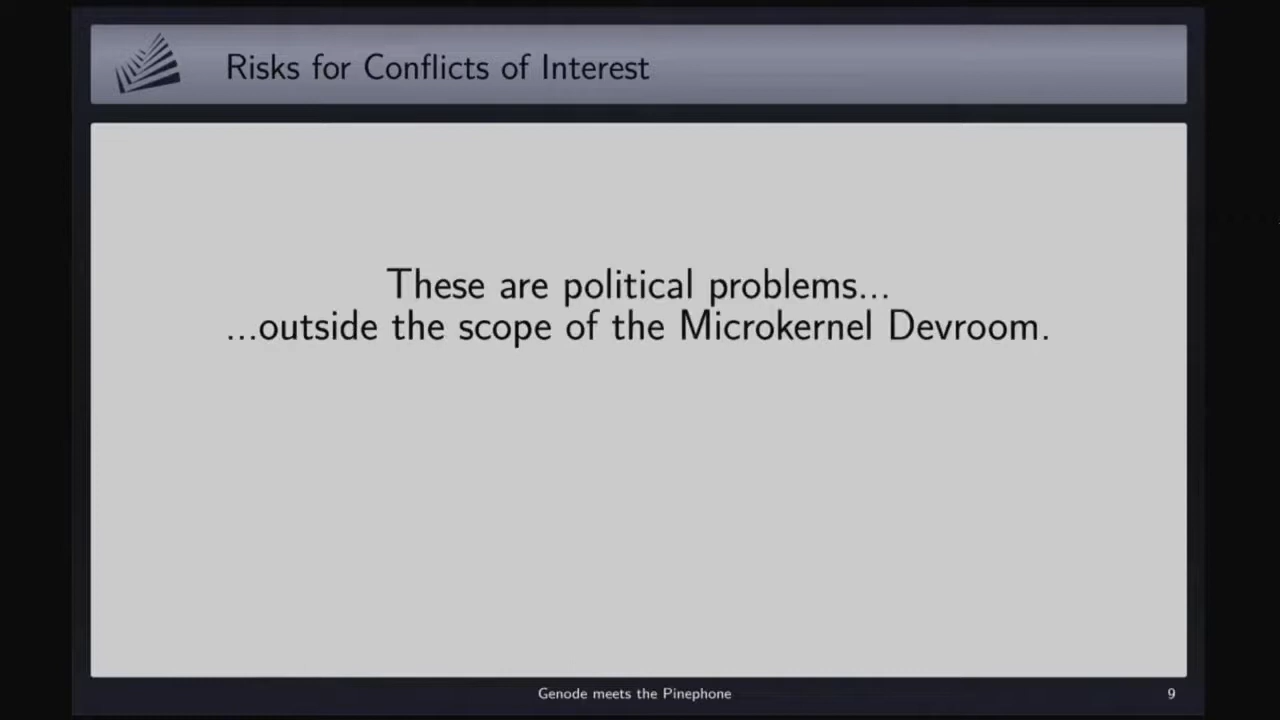 Risks for Conflicts of Interest
These are political problems...
...outside the scope of the Microkernel Devroom.
Genode meets the Pinephone
9